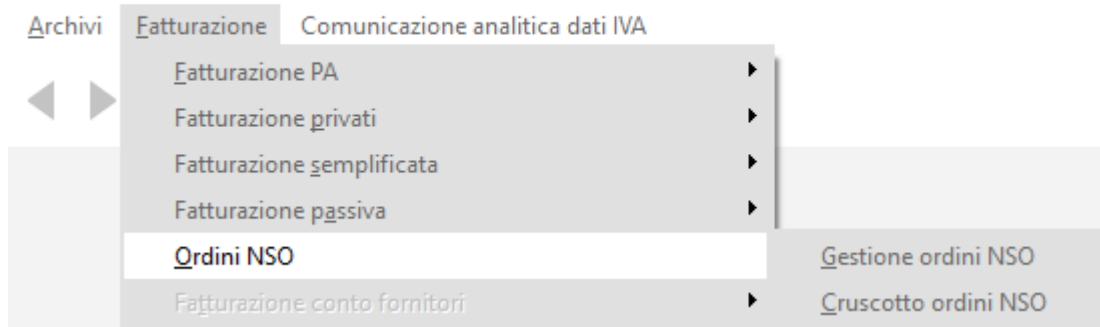 Archivi Fatturazione Comunicazione analitica dati IVA
Fatturazione PA
Fatturazione privati
Fatturazione semplificata
Fatturazione passiva
Ordini NSO
Gestione ordini NSO
Fatturazione conto fornitori
Cruscotto ordini NSO